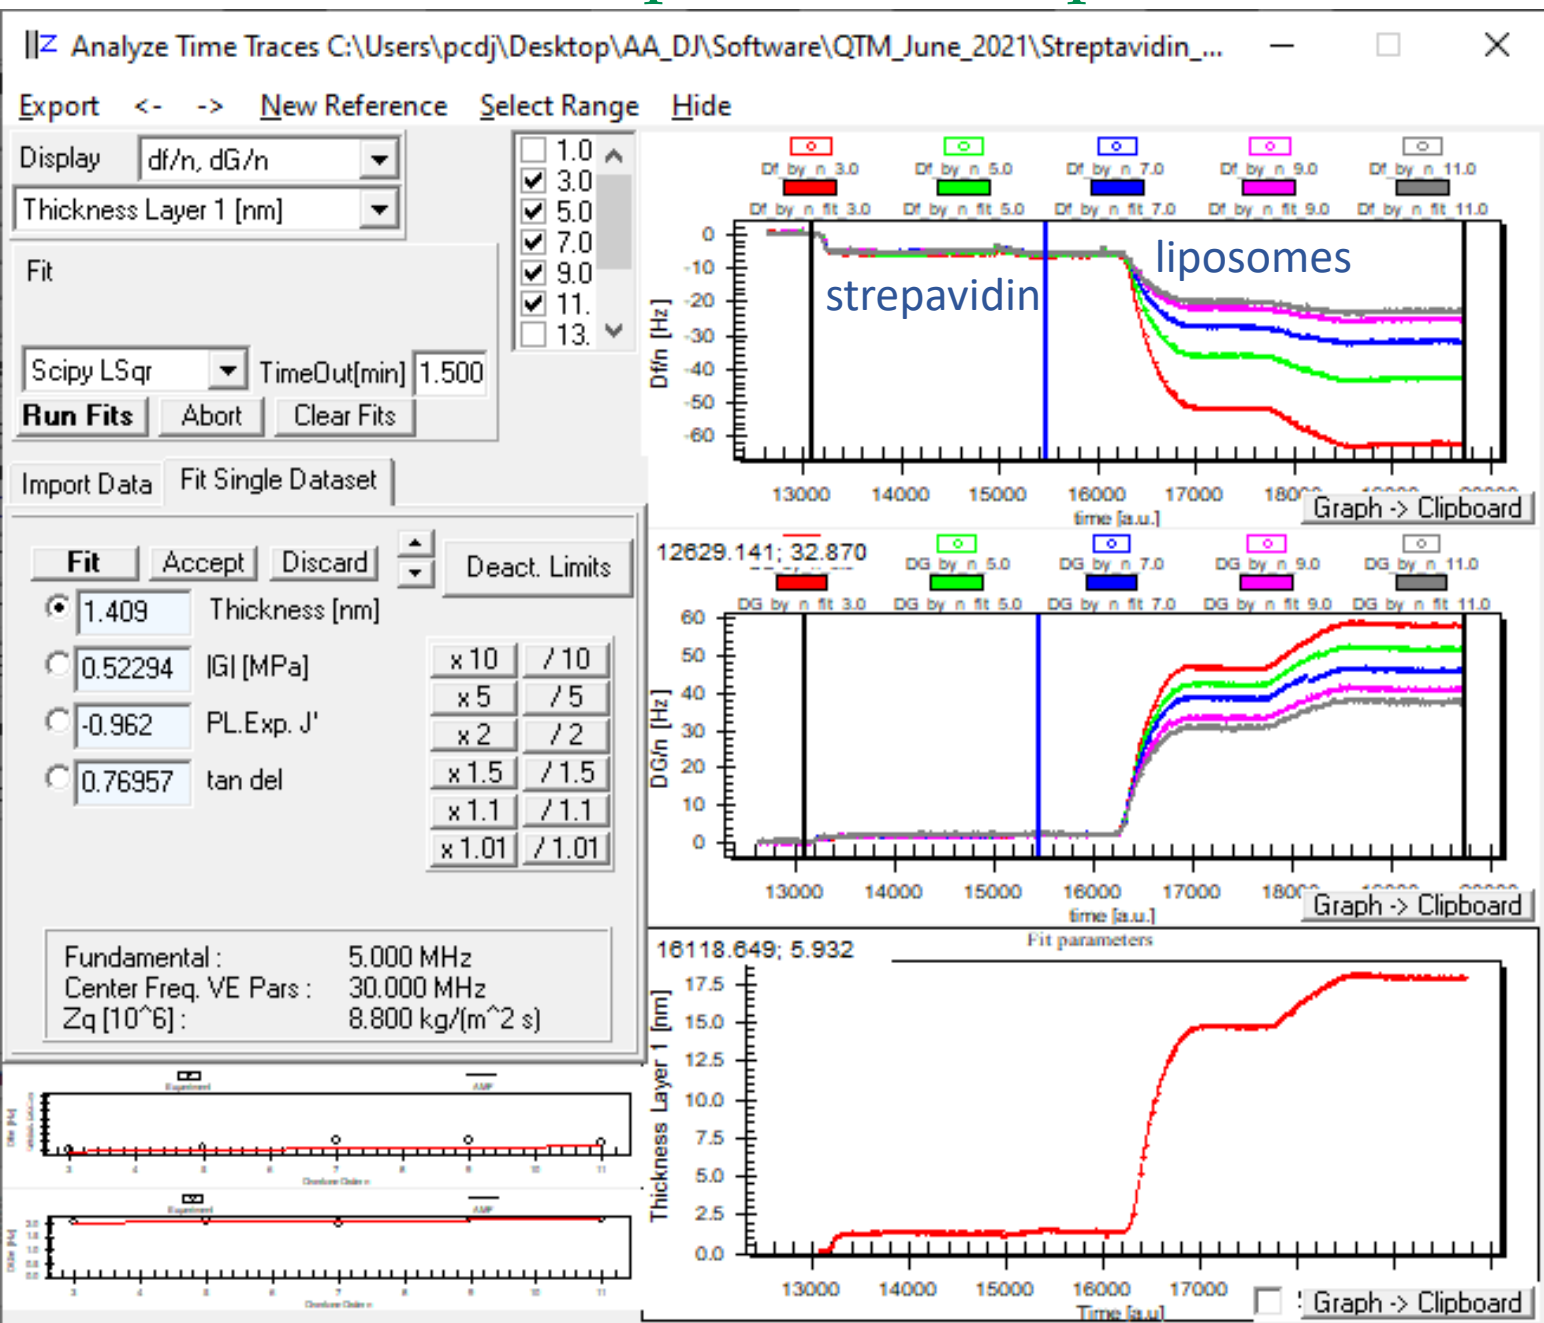 Analyze Time Traces C:\Users\pcdj\Desktop\AA_DJ\Software\QTM_June_2021\Streptavidin_...
Export <- -> New Reference Select Range Hide
Display df/n, dG/n
Thickness Layer 1 [nm]
1.0
3.0
5.0
7.0
9.0
11.
13.
Fit
Scipy LSqr TimeOut[min] 1.500
Run Fits Abort Clear Fits
Import Data Fit Single Dataset
Fit Accept Discard Deact. Limits
1.409 Thickness [nm]
0.52294 |G| [MPa]
-0.962 PL.Exp. J'
0.76957 tan del
x 10 / 10
x 5 / 5
x 2 / 2
x 1.5 / 1.5
x 1.1 / 1.1
x 1.01 / 1.01
Fundamental : 5.000 MHz
Center Freq. VE Pars : 30.000 MHz
Zq [10^6] : 8.800 kg/(m^2 s)
Df_by_n_3.0 Df_by_n_5.0 Df_by_n_7.0 Df_by_n_9.0 Df_by_n_11.0
Df_by_n_fit_3.0 Df_by_n_fit_5.0 Df_by_n_fit_7.0 Df_by_n_fit_9.0 Df_by_n_fit_11.0
liposomes
strepavidin
Df/n [Hz]
0
-10
-20
-30
-40
-50
-60
13000 14000 15000 16000 17000
time [a.u.]
Graph -> Clipboard
12629.141; 32.870
DG_by_n_5.0 DG_by_n_7.0 DG_by_n_9.0 DG_by_n_11.0
DG_by_n_fit_3.0 DG_by_n_fit_5.0 DG_by_n_fit_7.0 DG_by_n_fit_9.0 DG_by_n_fit_11.0
DG/n [Hz]
60
50
40
30
20
10
0
13000 14000 15000 16000 17000
time [a.u.]
Graph -> Clipboard
16118.649; 5.932
Fit parameters
Thickness Layer 1 [nm]
17.5
15.0
12.5
10.0
7.5
5.0
2.5
0.0
13000 14000 15000 16000 17000
Time [a.u]
Graph -> Clipboard